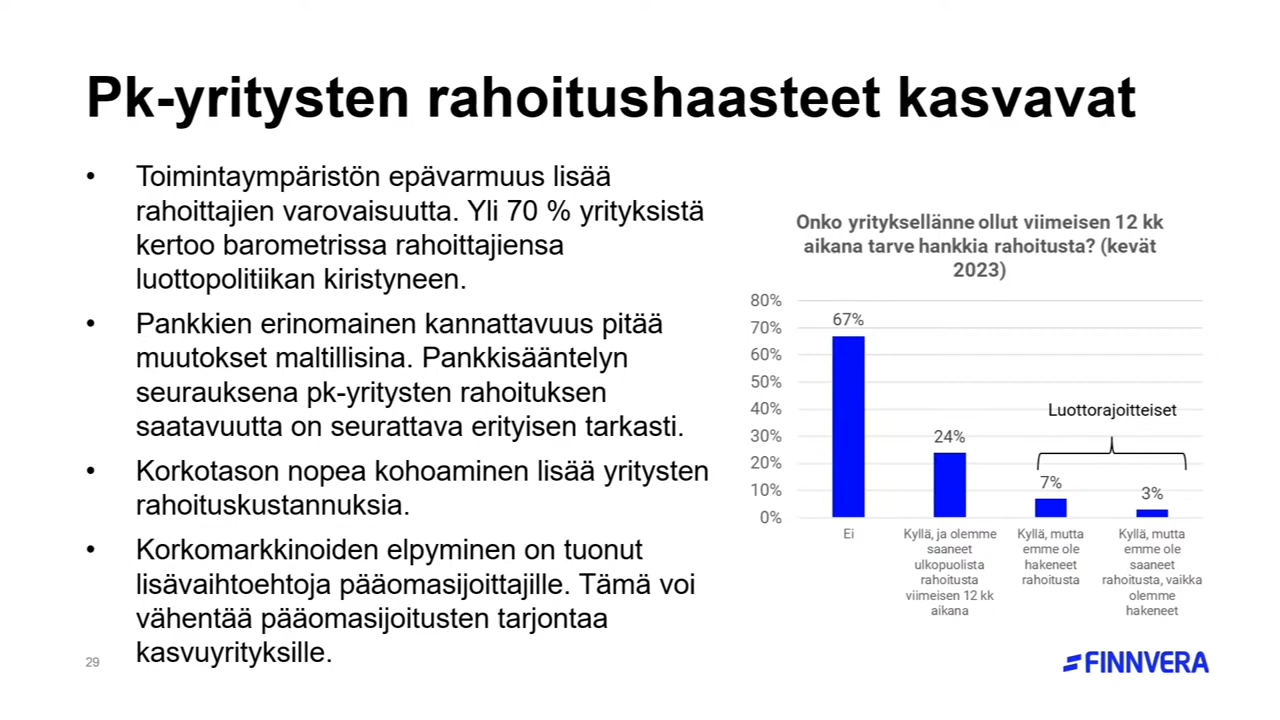 Pk-yritysten rahoitushaasteet kasvavat
• Toimintaympäristön epävarmuus lisää
rahoittajien varovaisuutta. Yli 70 % yrityksistä
kertoo barometrissa rahoittajiensa
luottopolitiikan kiristyneen.
• Pankkien erinomainen kannattavuus pitää
muutokset maltillisina. Pankkisääntelyn
seurauksena pk-yritysten rahoituksen
saatavuutta on seurattava erityisen tarkasti.
• Korkotason nopea kohoaminen lisää yritysten
rahoituskustannuksia.
• Korkomarkkinoiden elpyminen on tuonut
lisävaihtoehtoja pääomasijoittajille. Tämä voi
vähentää pääomasijoitusten tarjontaa
kasvuyrityksille.
Onko yrityksellänne ollut viimeisen 12 kk
aikana tarve hankkia rahoitusta? (kevät
2023)
80%
70%
60%
50%
40%
30%
20%
10%
0%
67%
24%
7%
3%
Luottorajoitteiset
Ei
Kyllä, ja olemme
saaneet
ulkopuolista
rahoitusta
viimeisen 12 kk
aikana
Kyllä, mutta
emme ole
hakeneet
rahoitusta
Kyllä, mutta
emme ole
saaneet
rahoitusta, vaikka
olemme
hakeneet
29
FINNVERA